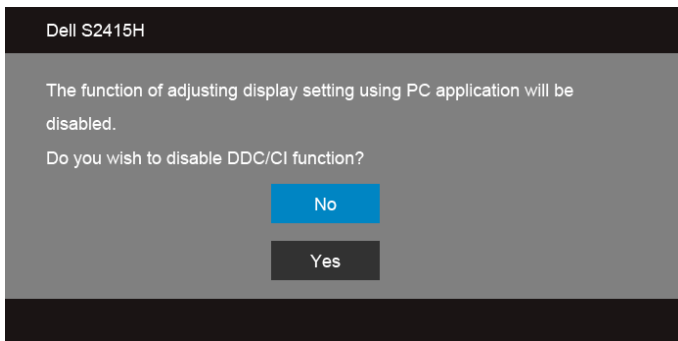 Dell S2415H
The function of adjusting display setting using PC application will be
disabled.
Do you wish to disable DDC/CI function?
No
Yes